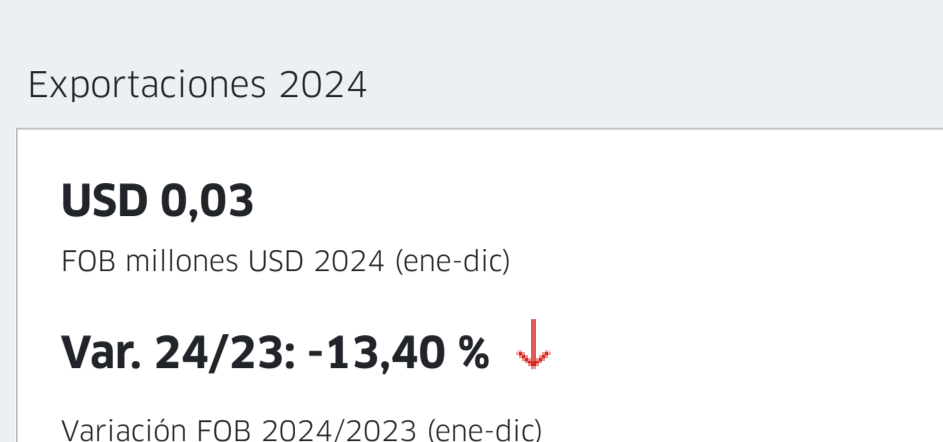 Exportaciones 2024
USD 0,03
FOB millones USD 2024 (ene-dic)
Var. 24/23: -13,40 %
Variación FOB 2024/2023 (ene-dic)